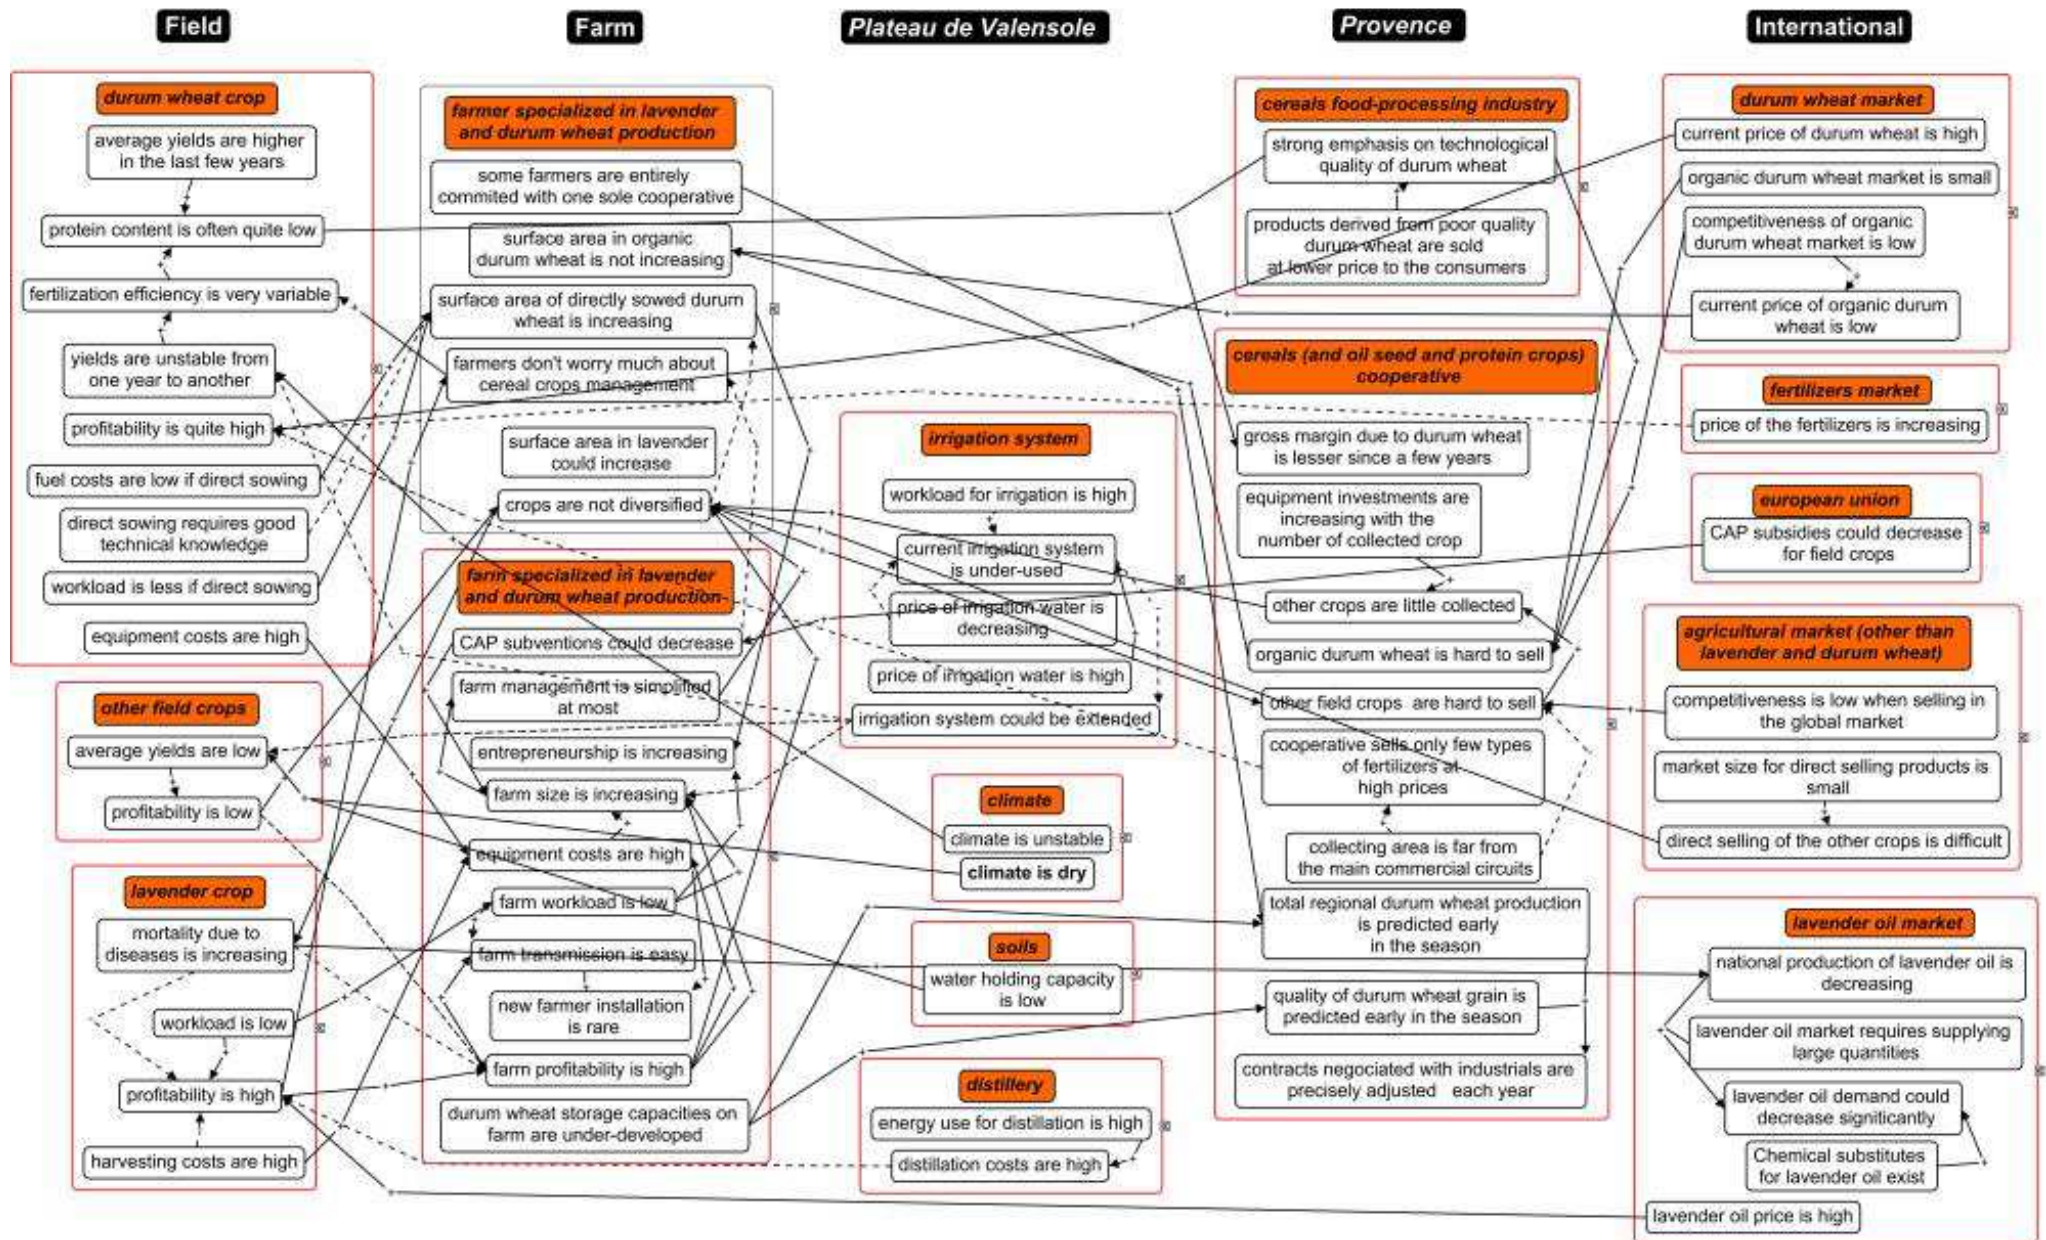 Field
Farm
Plateau de Valensole
Provence
International
durum wheat crop
average yields are higher
in the last few years
protein content is often quite low
fertilization efficiency is very variable
yields are unstable from
one year to another
profitability is quite high
fuel costs are low if direct sowing
direct sowing requires good
technical knowledge
workload is less if direct sowing
equipment costs are high
other field crops
average yields are low
profitability is low
lavender crop
mortality due to
diseases is increasing
workload is low
profitability is high
harvesting costs are high
farmer specialized in lavender
and durum wheat production
some farmers are entirely
commited with one sole cooperative
surface area in organic
durum wheat is not increasing
surface area of directly sowed durum
wheat is increasing
farmers don't worry much about
cereal crops management
surface area in lavender
could increase
crops are not diversified
farm specialized in lavender
and durum wheat production-
CAP subventions could decrease
farm management is simplified
at most
entrepreneurship is increasing
farm size is increasing
equipment costs are high
farm workload is low
farm transmission is easy
new farmer installation
is rare
farm profitability is high
durum wheat storage capacities on
farm are under-developed
irrigation system
workload for irrigation is high
current irrigation system
is under-used
price of irrigation water is
decreasing
price of irrigation water is high
irrigation system could be extended
climate
climate is unstable
climate is dry
soils
water holding capacity
is low
distillery
energy use for distillation is high
distillation costs are high
cereals food-processing industry
strong emphasis on technological
quality of durum wheat
products derived from poor quality
durum wheat are sold
at lower price to the consumers
cereals (and oil seed and protein crops)
cooperative
gross margin due to durum wheat
is lesser since a few years
equipment investments are
increasing with the
number of collected crop
other crops are little collected
organic durum wheat is hard to sell
other field crops are hard to sell
cooperative sells only few types
of fertilizers at
high prices
collecting area is far from
the main commercial circuits
total regional durum wheat production
is predicted early
in the season
quality of durum wheat grain is
predicted early in the season
contracts negociated with industrials are
precisely adjusted each year
durum wheat market
current price of durum wheat is high
organic durum wheat market is small
competitiveness of organic
durum wheat market is low
current price of organic durum
wheat is low
fertilizers market
price of the fertilizers is increasing
european union
CAP subsidies could decrease
for field crops
agricultural market (other than
lavender and durum wheat)
competitiveness is low when selling in
the global market
market size for direct selling products is
small
direct selling of the other crops is difficult
lavender oil market
national production of lavender oil is
decreasing
lavender oil market requires supplying
large quantities
lavender oil demand could
decrease significantly
Chemical substitutes
for lavender oil exist
lavender oil price is high